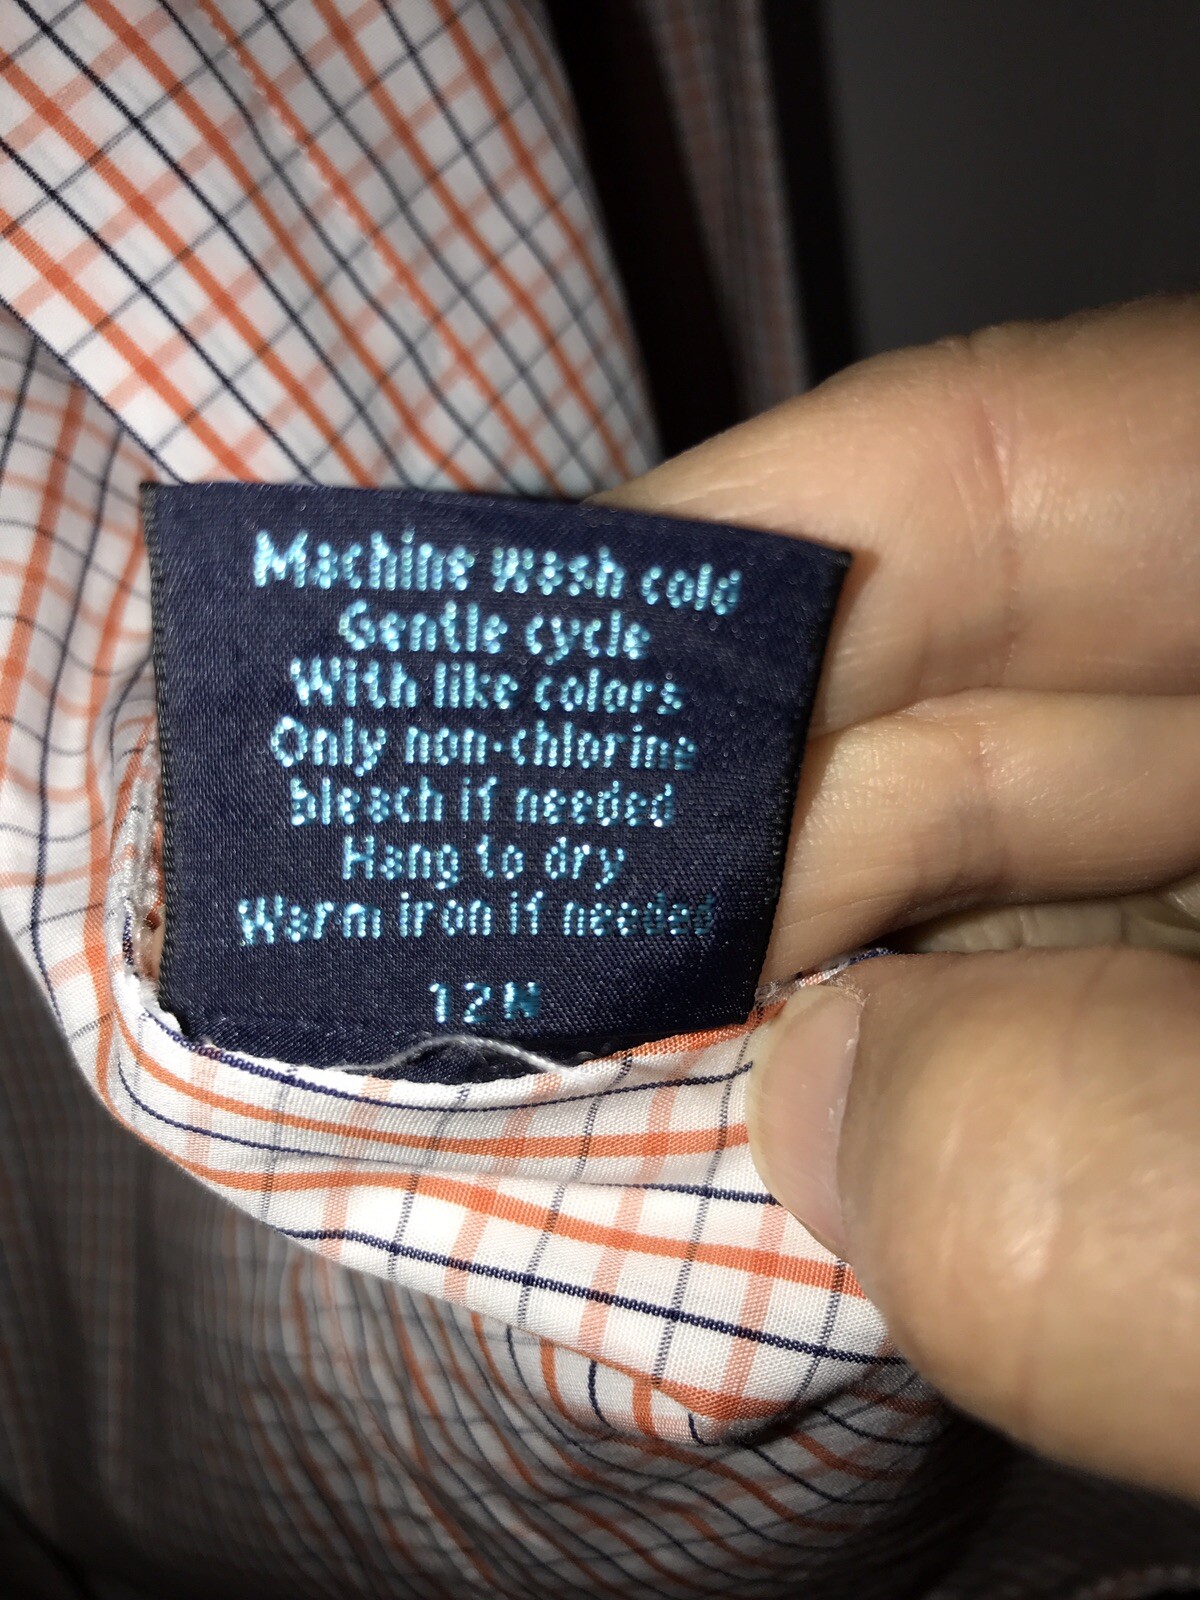 Machine wash cold
Gentle cycle
With like colors
Only non-chlorine
bleach if needed
Hang to dry
Warm iron if needed
12W